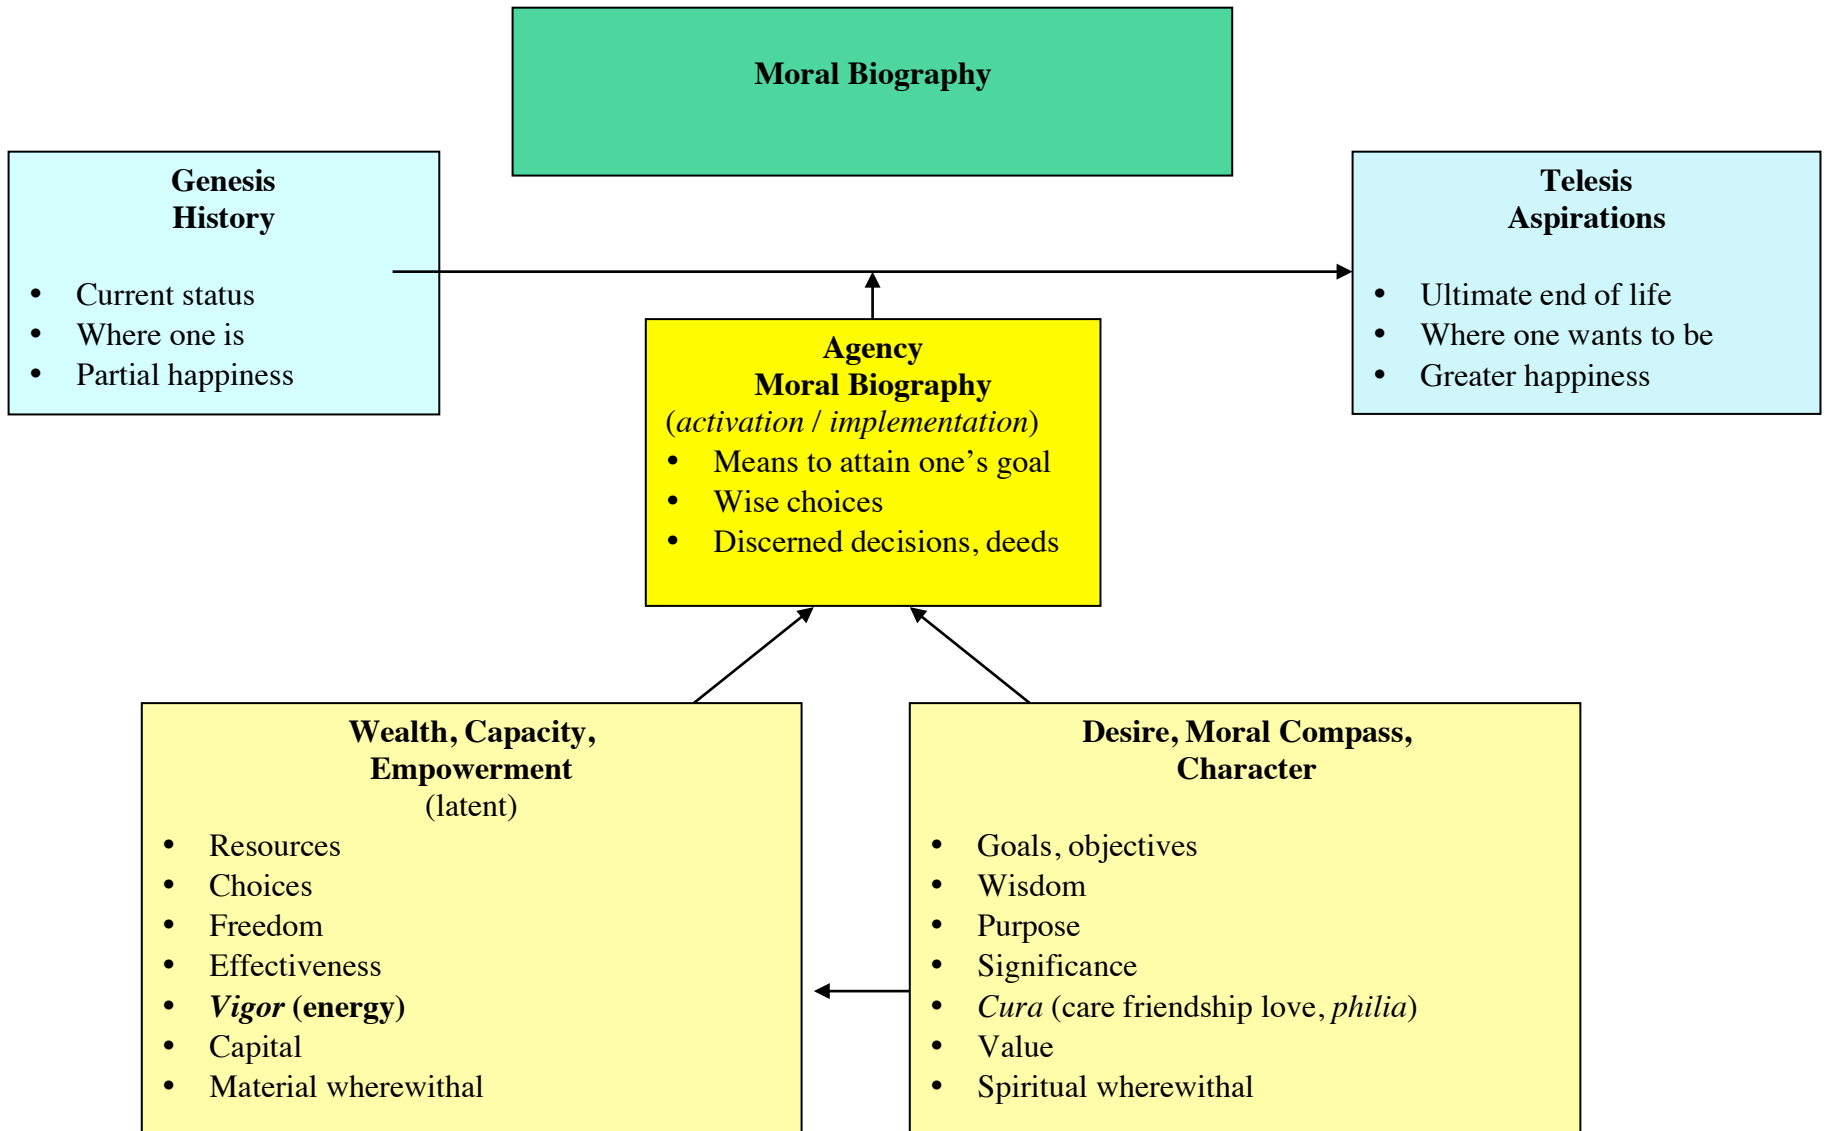 Moral Biography
Genesis
History
• Current status
• Where one is
• Partial happiness
Telesis
Aspirations
• Ultimate end of life
• Where one wants to be
• Greater happiness
Agency
Moral Biography
(activation / implementation)
• Means to attain one’s goal
• Wise choices
• Discerned decisions, deeds
Wealth, Capacity,
Empowerment
(latent)
• Resources
• Choices
• Freedom
• Effectiveness
• Vigor (energy)
• Capital
• Material wherewithal
Desire, Moral Compass,
Character
• Goals, objectives
• Wisdom
• Purpose
• Significance
• Cura (care friendship love, philia)
• Value
• Spiritual wherewithal